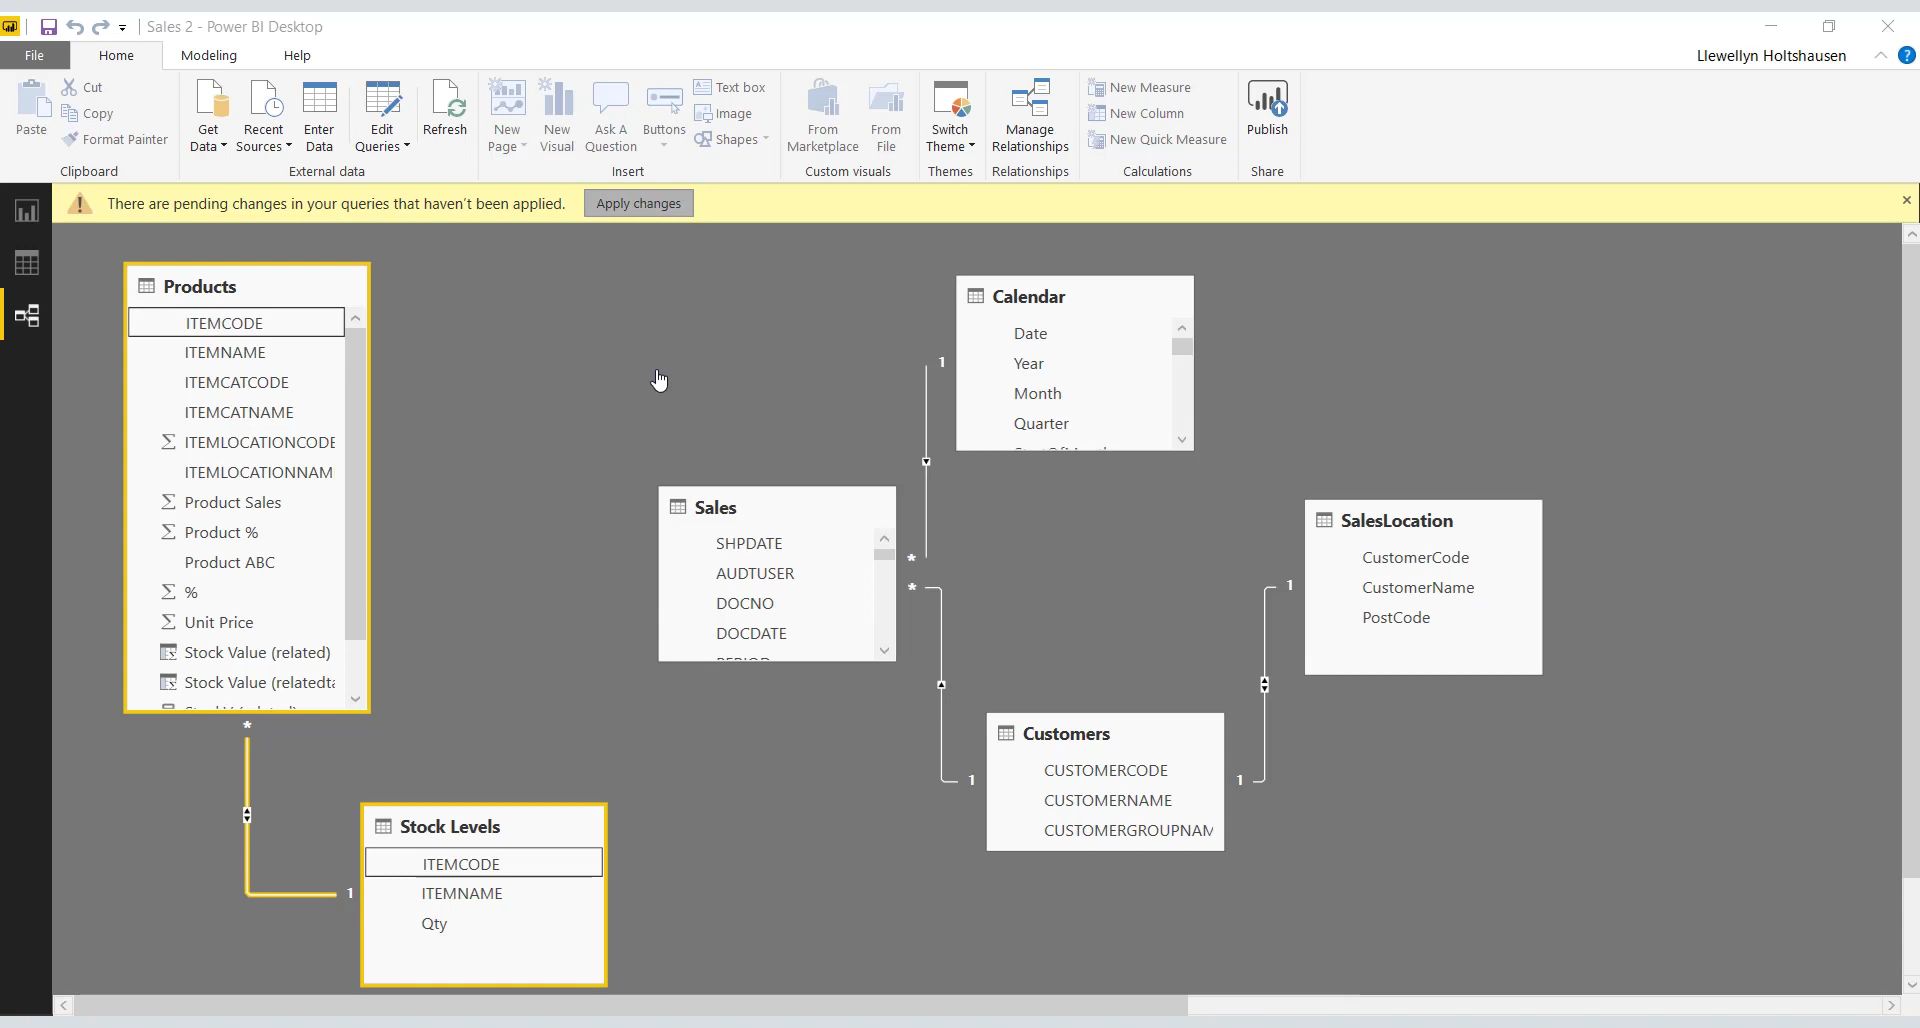 Sales 2 - Power BI Desktop
File Home Modeling Help
Llewellyn Holtshausen
?
Paste
Cut
Copy
Format Painter
Clipboard
Get Data
Recent Sources
Enter Data
Edit Queries
Refresh
External data
New Page
New Visual
Ask A Question
Buttons
Text box
Image
Shapes
Insert
From Marketplace
From File
Custom visuals
Switch Theme
Themes
Manage Relationships
Relationships
New Measure
New Column
New Quick Measure
Calculations
Publish
Share
There are pending changes in your queries that haven't been applied.
Apply changes
Products
ITEMCODE
ITEMNAME
ITEMCATCODE
ITEMCATNAME
Σ ITEMLOCATIONCODE
ITEMLOCATIONNAM
Σ Product Sales
Σ Product %
Product ABC
Σ %
Σ Unit Price
Stock Value (related)
Stock Value (relatedta
*
1
Stock Levels
ITEMCODE
ITEMNAME
Qty
Calendar
Date
Year
Month
Quarter
1
*
Sales
SHPDATE
AUDTUSER
DOCNO
DOCDATE
PERIOD
*
1
Customers
CUSTOMERCODE
CUSTOMERNAME
CUSTOMERGROUPNAM
1
1
SalesLocation
CustomerCode
CustomerName
PostCode